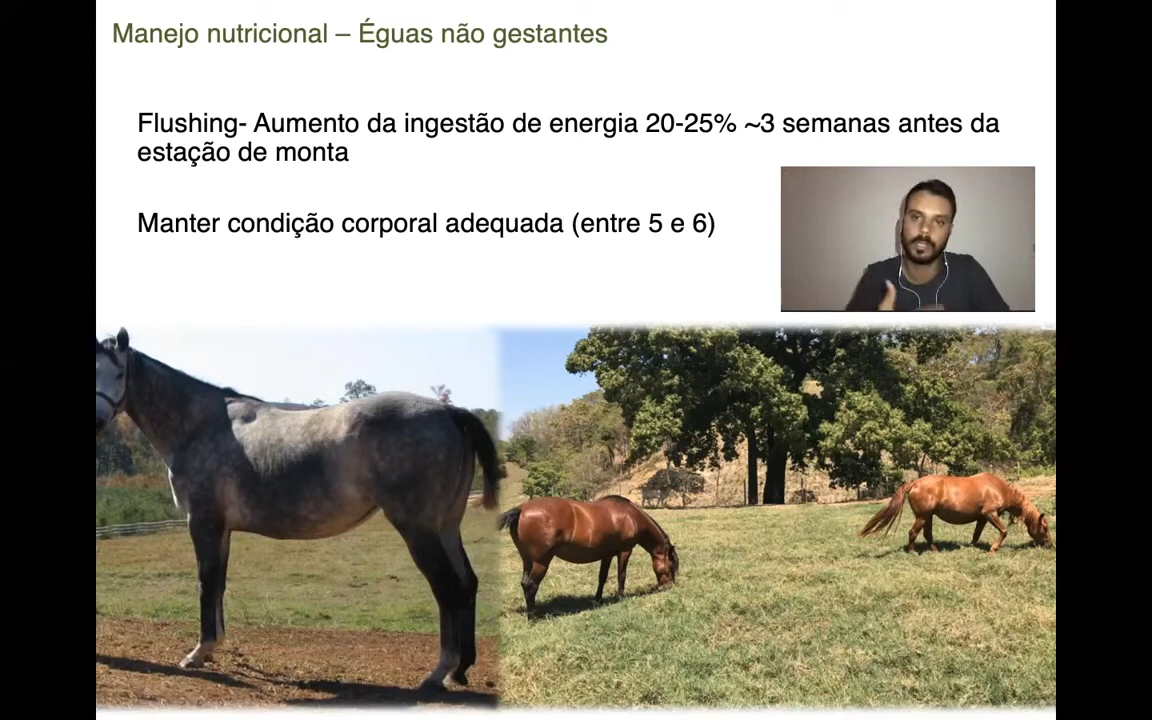 Manejo nutricional – Éguas não gestantes
Flushing- Aumento da ingestão de energia 20-25% ~3 semanas antes da
estação de monta
Manter condição corporal adequada (entre 5 e 6)